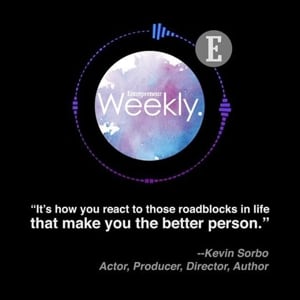 E
Entrepreneur
Weekly.
“It’s how you react to those roadblocks in life
that make you the better person.”
--Kevin Sorbo
Actor, Producer, Director, Author